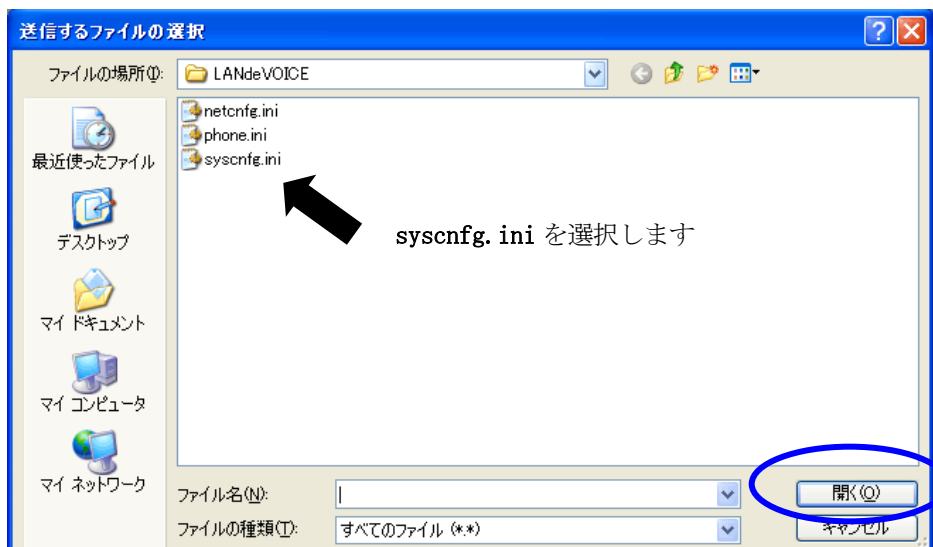 送信するファイルの選択
ファイルの場所(I):
LANdeVOICE
netcnfg.ini
phone.ini
syscnfg.ini
syscnfg.ini を選択します
最近使ったファイル
デスクトップ
マイ ドキュメント
マイ コンピュータ
マイ ネットワーク
ファイル名(N):
開く(O)
ファイルの種類(T):
すべてのファイル (*.*)
キャンセル